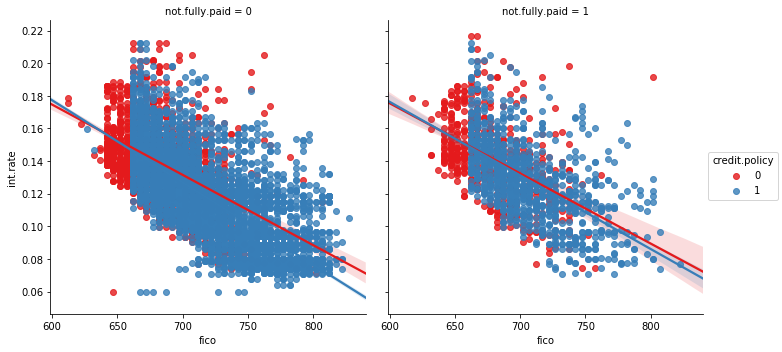 not.fully.paid = 0
not.fully.paid = 1
0.22
0.20
0.18
0.16
0.14
0.12
0.10
0.08
0.06
int.rate
600 650 700 750 800
600 650 700 750 800
fico
fico
credit.policy
0
1